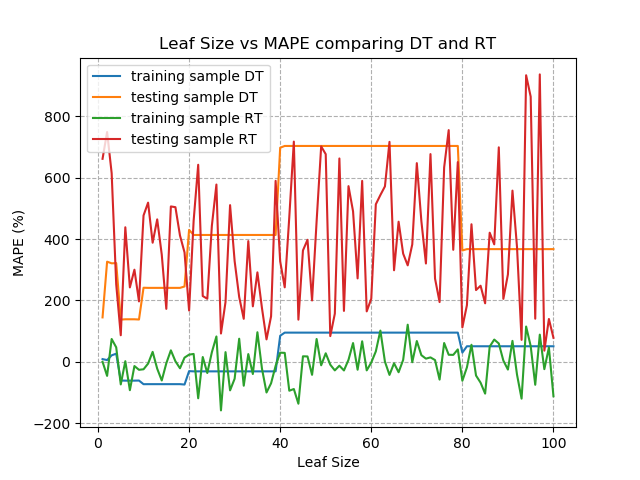 Leaf Size vs MAPE comparing DT and RT
training sample DT
testing sample DT
training sample RT
testing sample RT
MAPE (%)
800
600
400
200
0
−200
0 20 40 60 80 100
Leaf Size